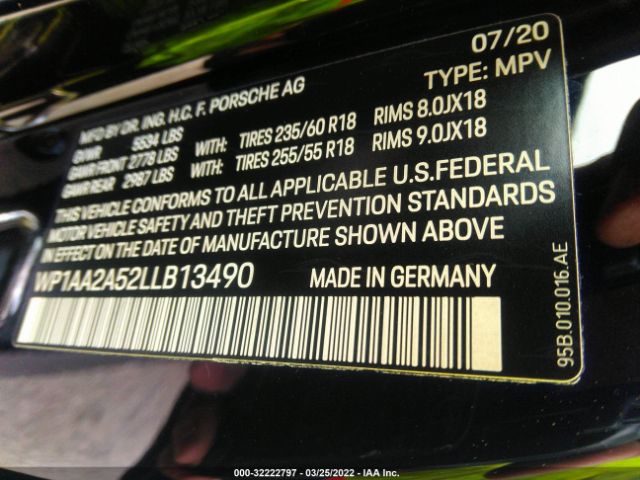 07/20
MFD BY DR. ING. H.C. F. PORSCHE AG TYPE: MPV
GVWR 5534 LBS
GAWR FRONT 2778 LBS WITH: TIRES 235/60 R18 RIMS 8.0JX18
GAWR REAR 2987 LBS WITH: TIRES 255/55 R18 RIMS 9.0JX18
THIS VEHICLE CONFORMS TO ALL APPLICABLE U.S.FEDERAL
MOTOR VEHICLE SAFETY AND THEFT PREVENTION STANDARDS
IN EFFECT ON THE DATE OF MANUFACTURE SHOWN ABOVE
WP1AA2A52LLB13490 MADE IN GERMANY
95B.010.016.AE
000-32222797 - 03/25/2022 - IAA Inc.